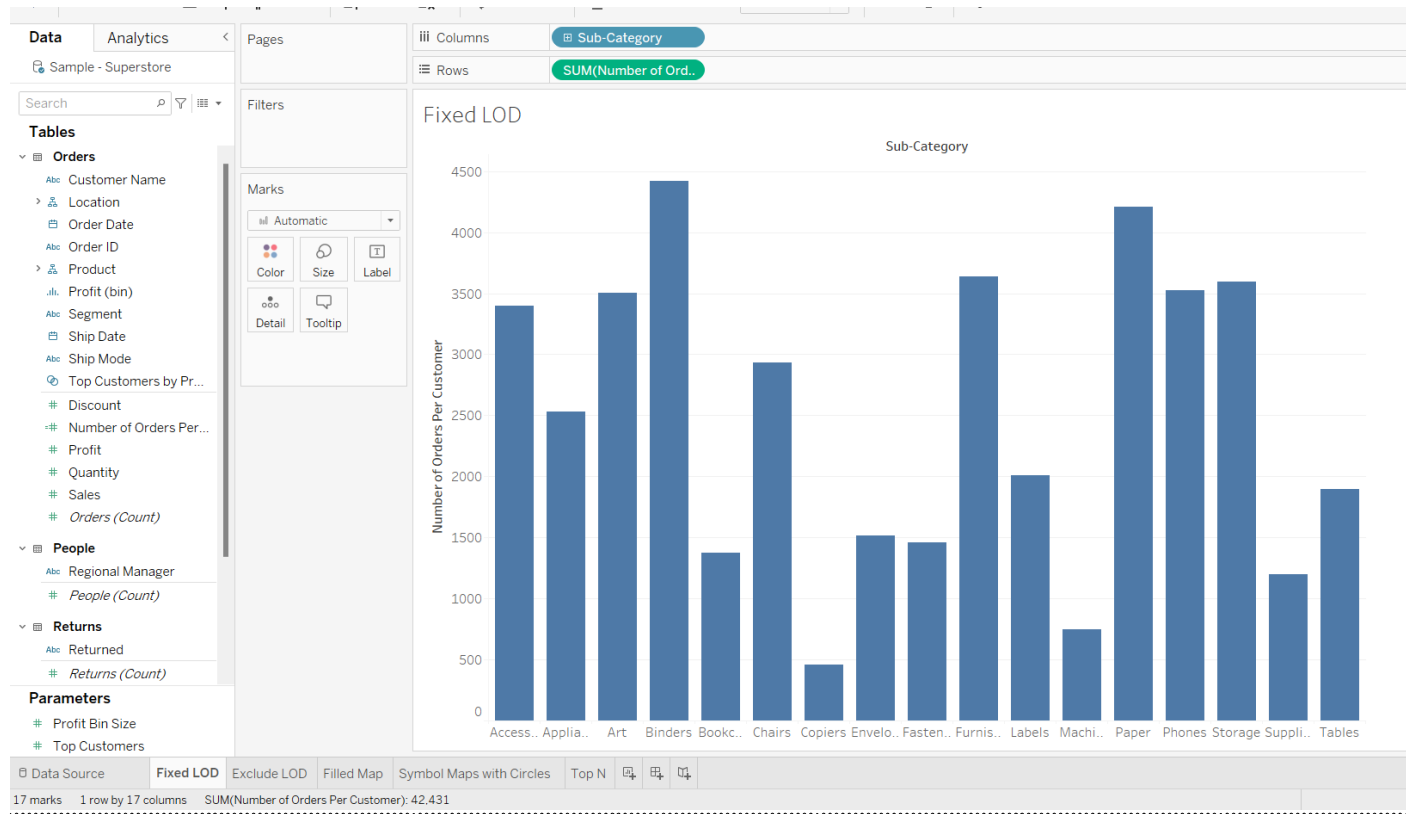 Data
Analytics
Sample - Superstore
Search
Tables
Orders
Abc Customer Name
Location
Order Date
Abc Order ID
Product
Profit (bin)
Abc Segment
Ship Date
Abc Ship Mode
Top Customers by Pr...
# Discount
=# Number of Orders Per...
# Profit
# Quantity
# Sales
# Orders (Count)
People
Abc Regional Manager
# People (Count)
Returns
Abc Returned
# Returns (Count)
Parameters
# Profit Bin Size
# Top Customers
Pages
Filters
Marks
Automatic
Color Size Label
Detail Tooltip
Columns Sub-Category
Rows SUM(Number of Ord..
Fixed LOD
Sub-Category
Number of Orders Per Customer
4500
4000
3500
3000
2500
2000
1500
1000
500
0
Access.. Applia.. Art Binders Bookc.. Chairs Copiers Envelo.. Fasten.. Furnis.. Labels Machi.. Paper Phones Storage Suppli.. Tables
Data Source Fixed LOD Exclude LOD Filled Map Symbol Maps with Circles Top N
17 marks 1 row by 17 columns SUM(Number of Orders Per Customer): 42,431